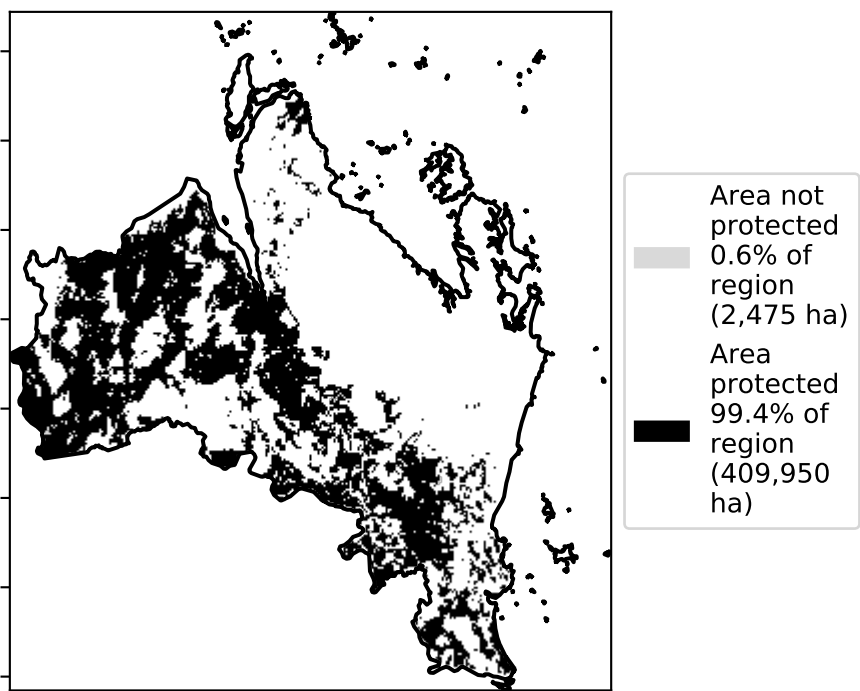 Area not
protected
0.6% of
region
(2,475 ha)
Area
protected
99.4% of
region
(409,950
ha)